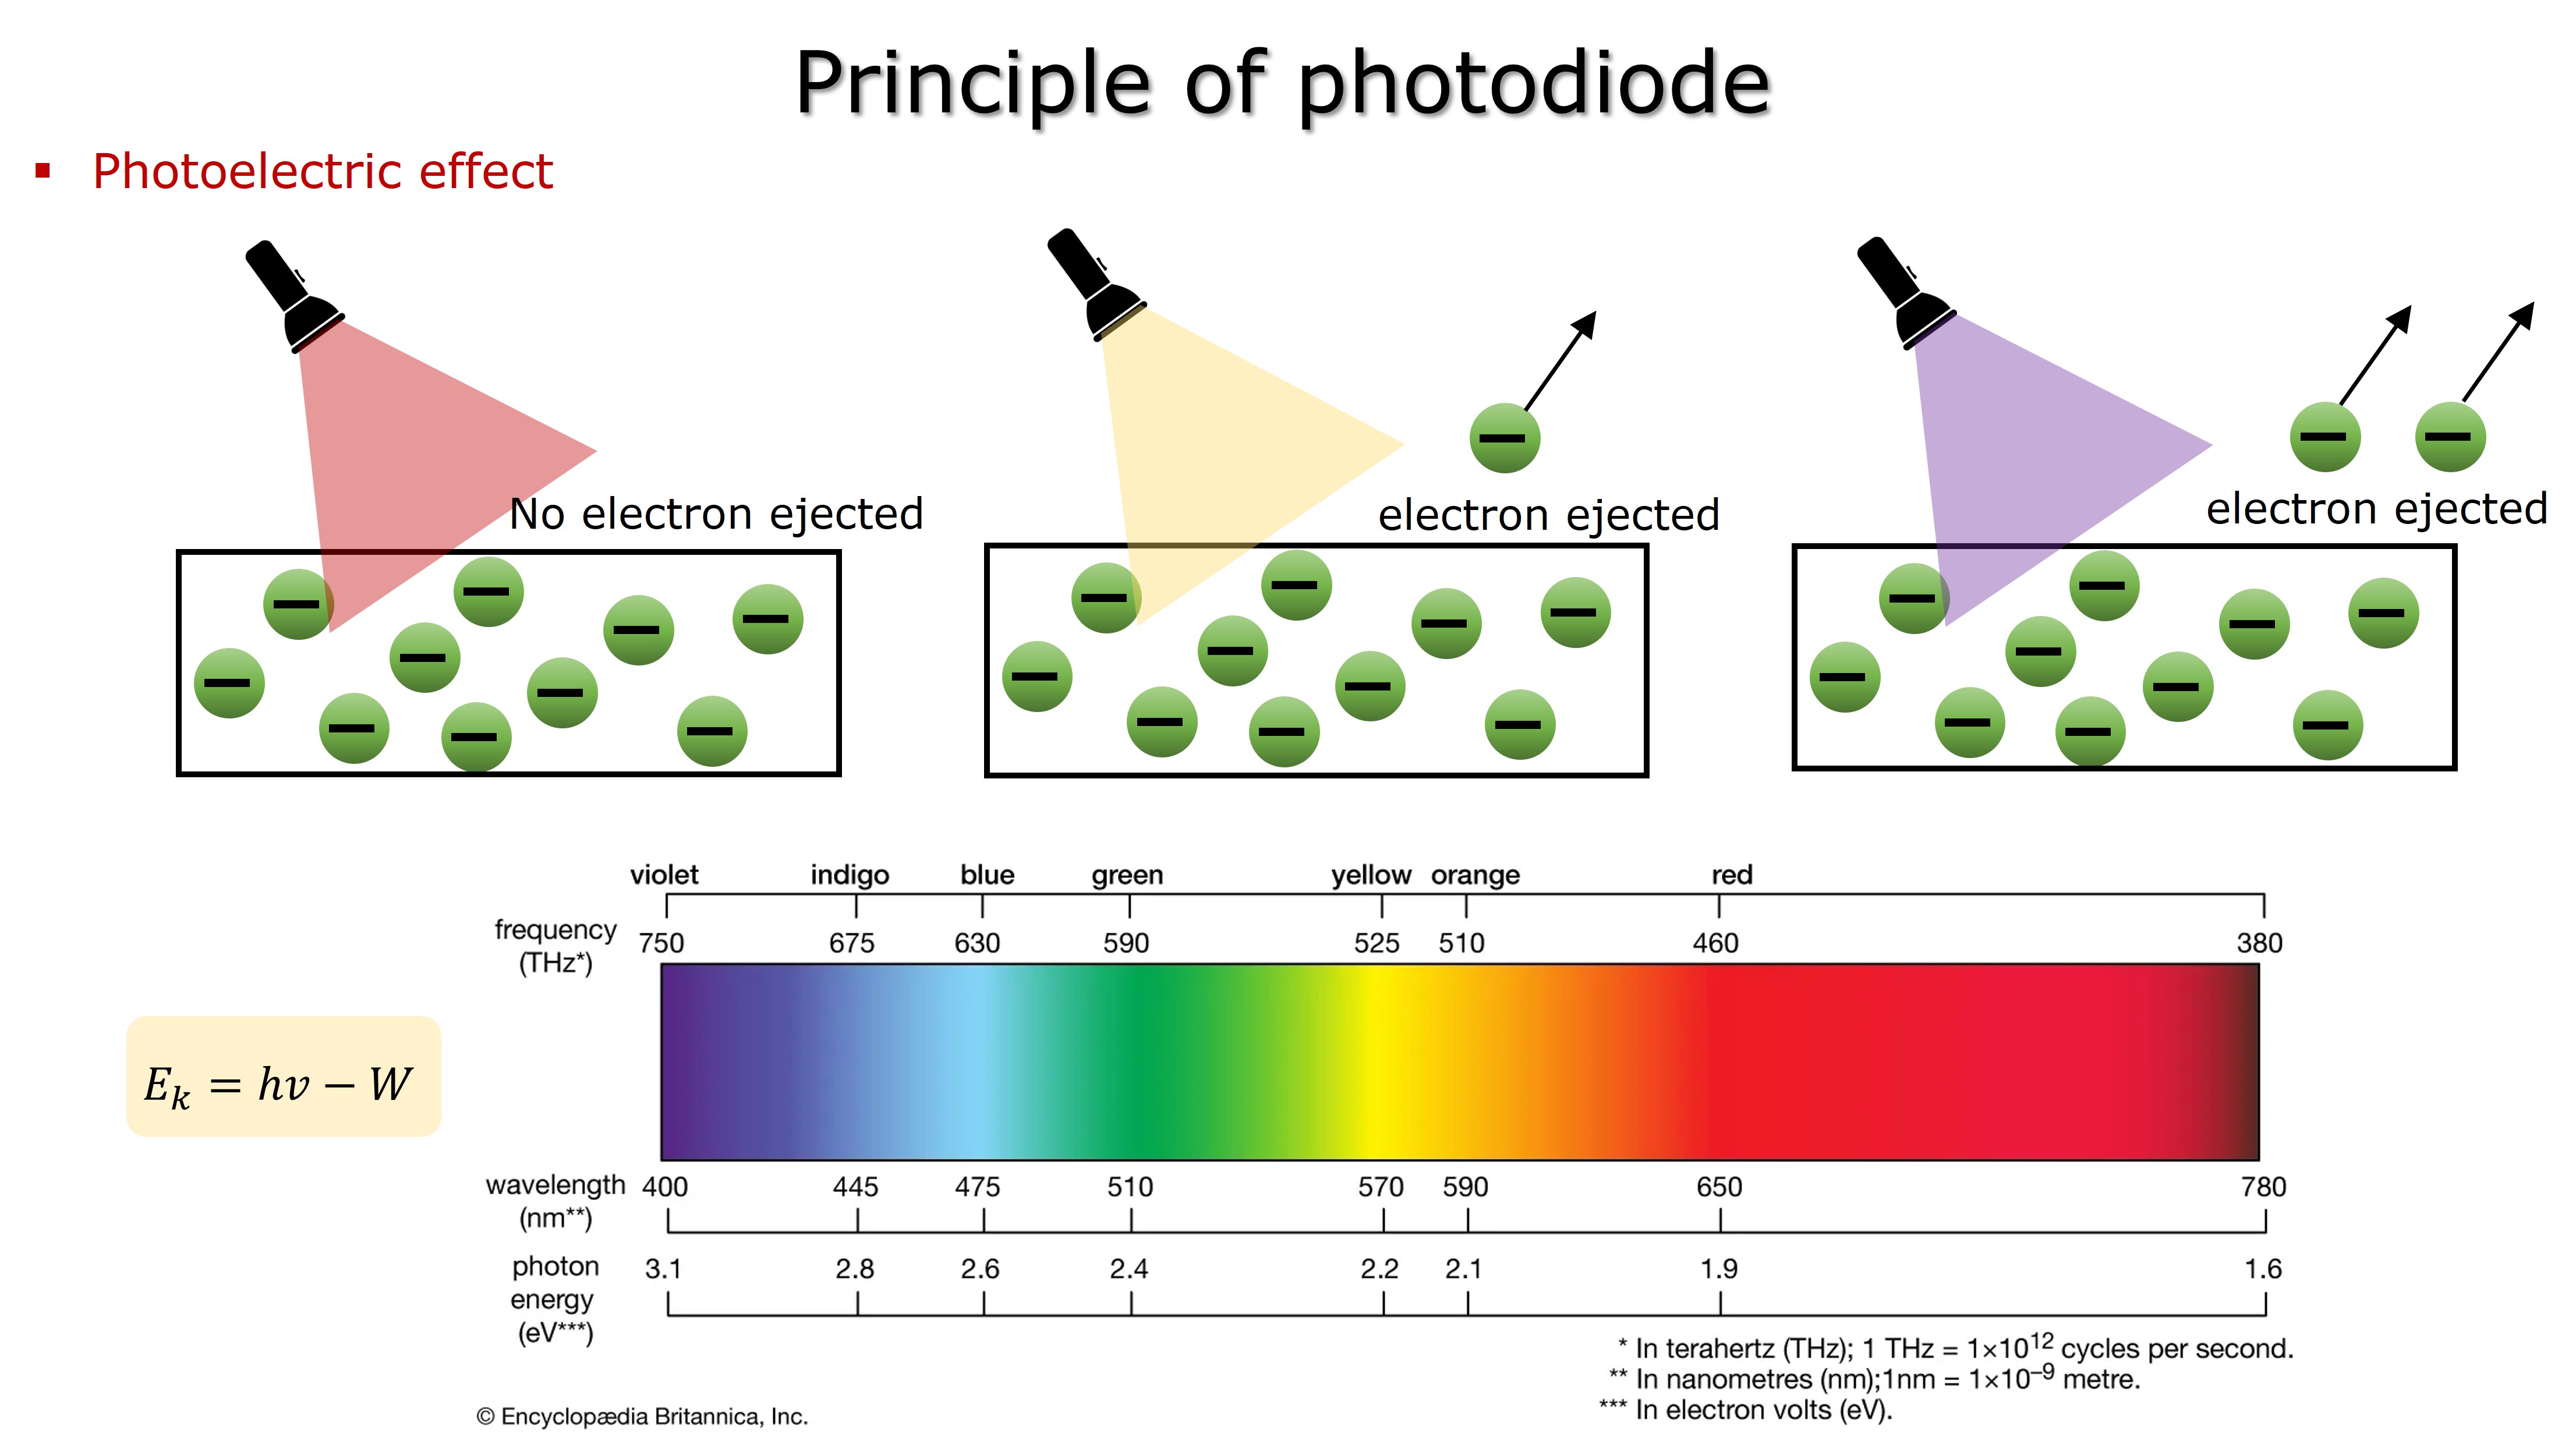 Principle of photodiode
▪ Photoelectric effect
No electron ejected
electron ejected
electron ejected
violet indigo blue green yellow orange red
frequency (THz*) 750 675 630 590 525 510 460 380
E_k = hν − W
wavelength (nm**) 400 445 475 510 570 590 650 780
photon energy (eV***) 3.1 2.8 2.6 2.4 2.2 2.1 1.9 1.6
* In terahertz (THz); 1 THz = 1×10¹² cycles per second.
** In nanometres (nm);1nm = 1×10⁻⁹ metre.
*** In electron volts (eV).
© Encyclopædia Britannica, Inc.